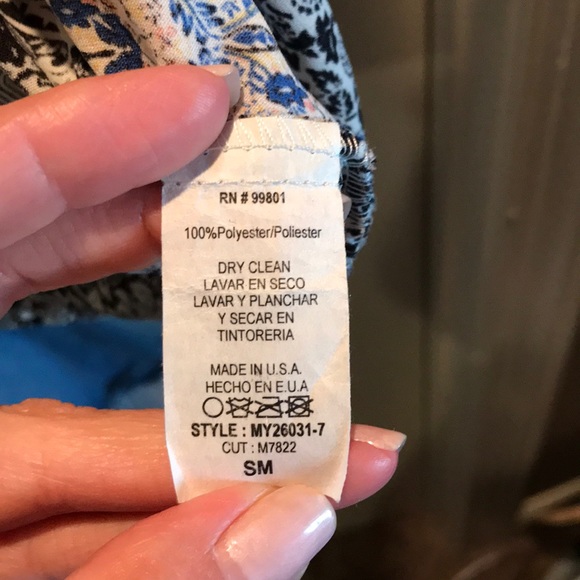 RN # 99801
100%Polyester/Poliester
DRY CLEAN
LAVAR EN SECO
LAVAR Y PLANCHAR
Y SECAR EN
TINTORERIA
MADE IN U.S.A.
HECHO EN E.U.A
STYLE : MY26031-7
CUT : M7822
SM